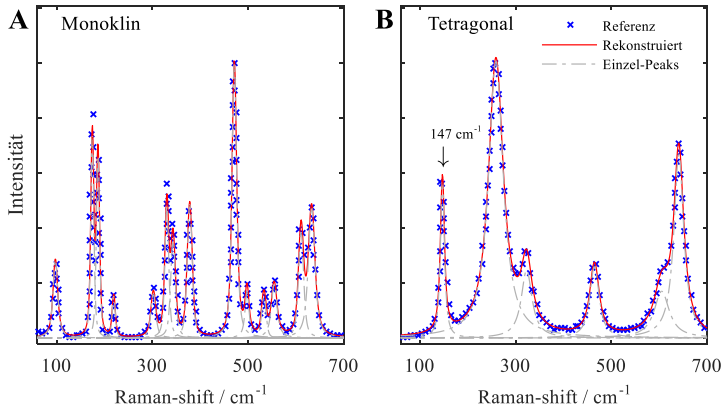 A
Monoklin
Intensität
100
300
500
700
Raman-shift / cm⁻¹
B
Tetragonal
Referenz
Rekonstruiert
Einzel-Peaks
147 cm⁻¹
100
300
500
700
Raman-shift / cm⁻¹